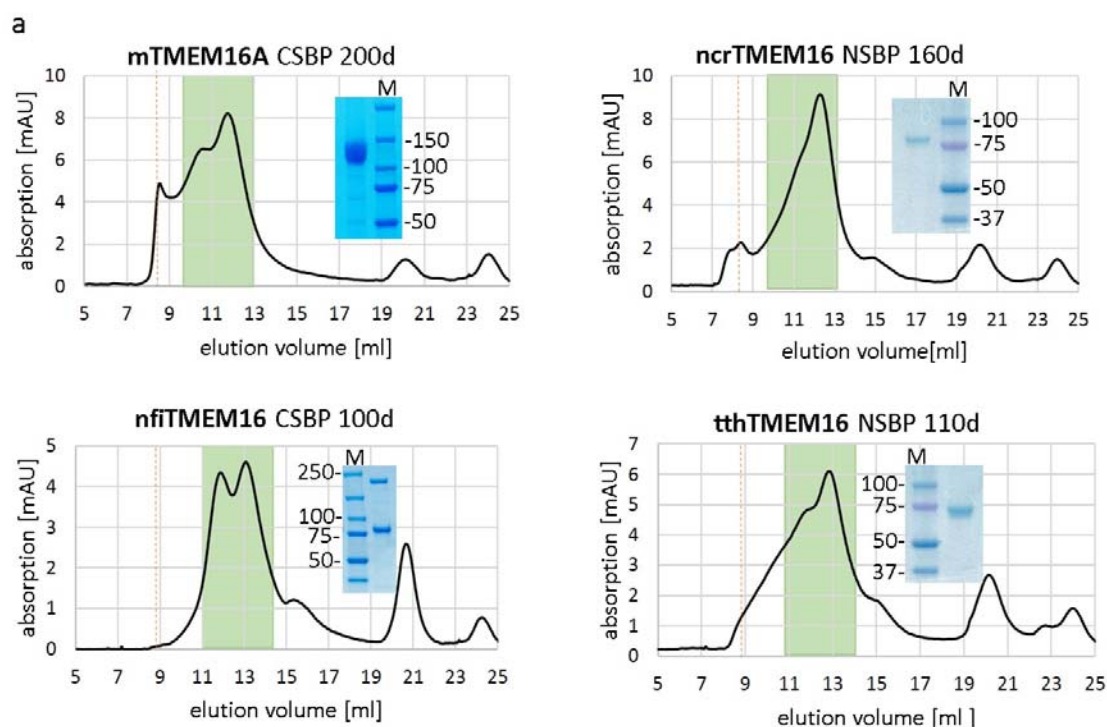 a
mTMEM16A CSBP 200d
absorption [mAU]
10
8
6
4
2
0
M
-150
-100
-75
-50
5 7 9 11 13 15 17 19 21 23 25
elution volume [ml]
ncrTMEM16 NSBP 160d
absorption [mAU]
10
8
6
4
2
0
M
-100
-75
-50
-37
5 7 9 11 13 15 17 19 21 23 25
elution volume[ml]
nfiTMEM16 CSBP 100d
absorption [mAU]
5
4
3
2
1
0
M
250-
100-
75-
50-
5 7 9 11 13 15 17 19 21 23 25
elution volume [ml]
tthTMEM16 NSBP 110d
absorption [mAU]
7
6
5
4
3
2
1
0
M
100-
75-
50-
37-
5 7 9 11 13 15 17 19 21 23 25
elution volume [ml ]